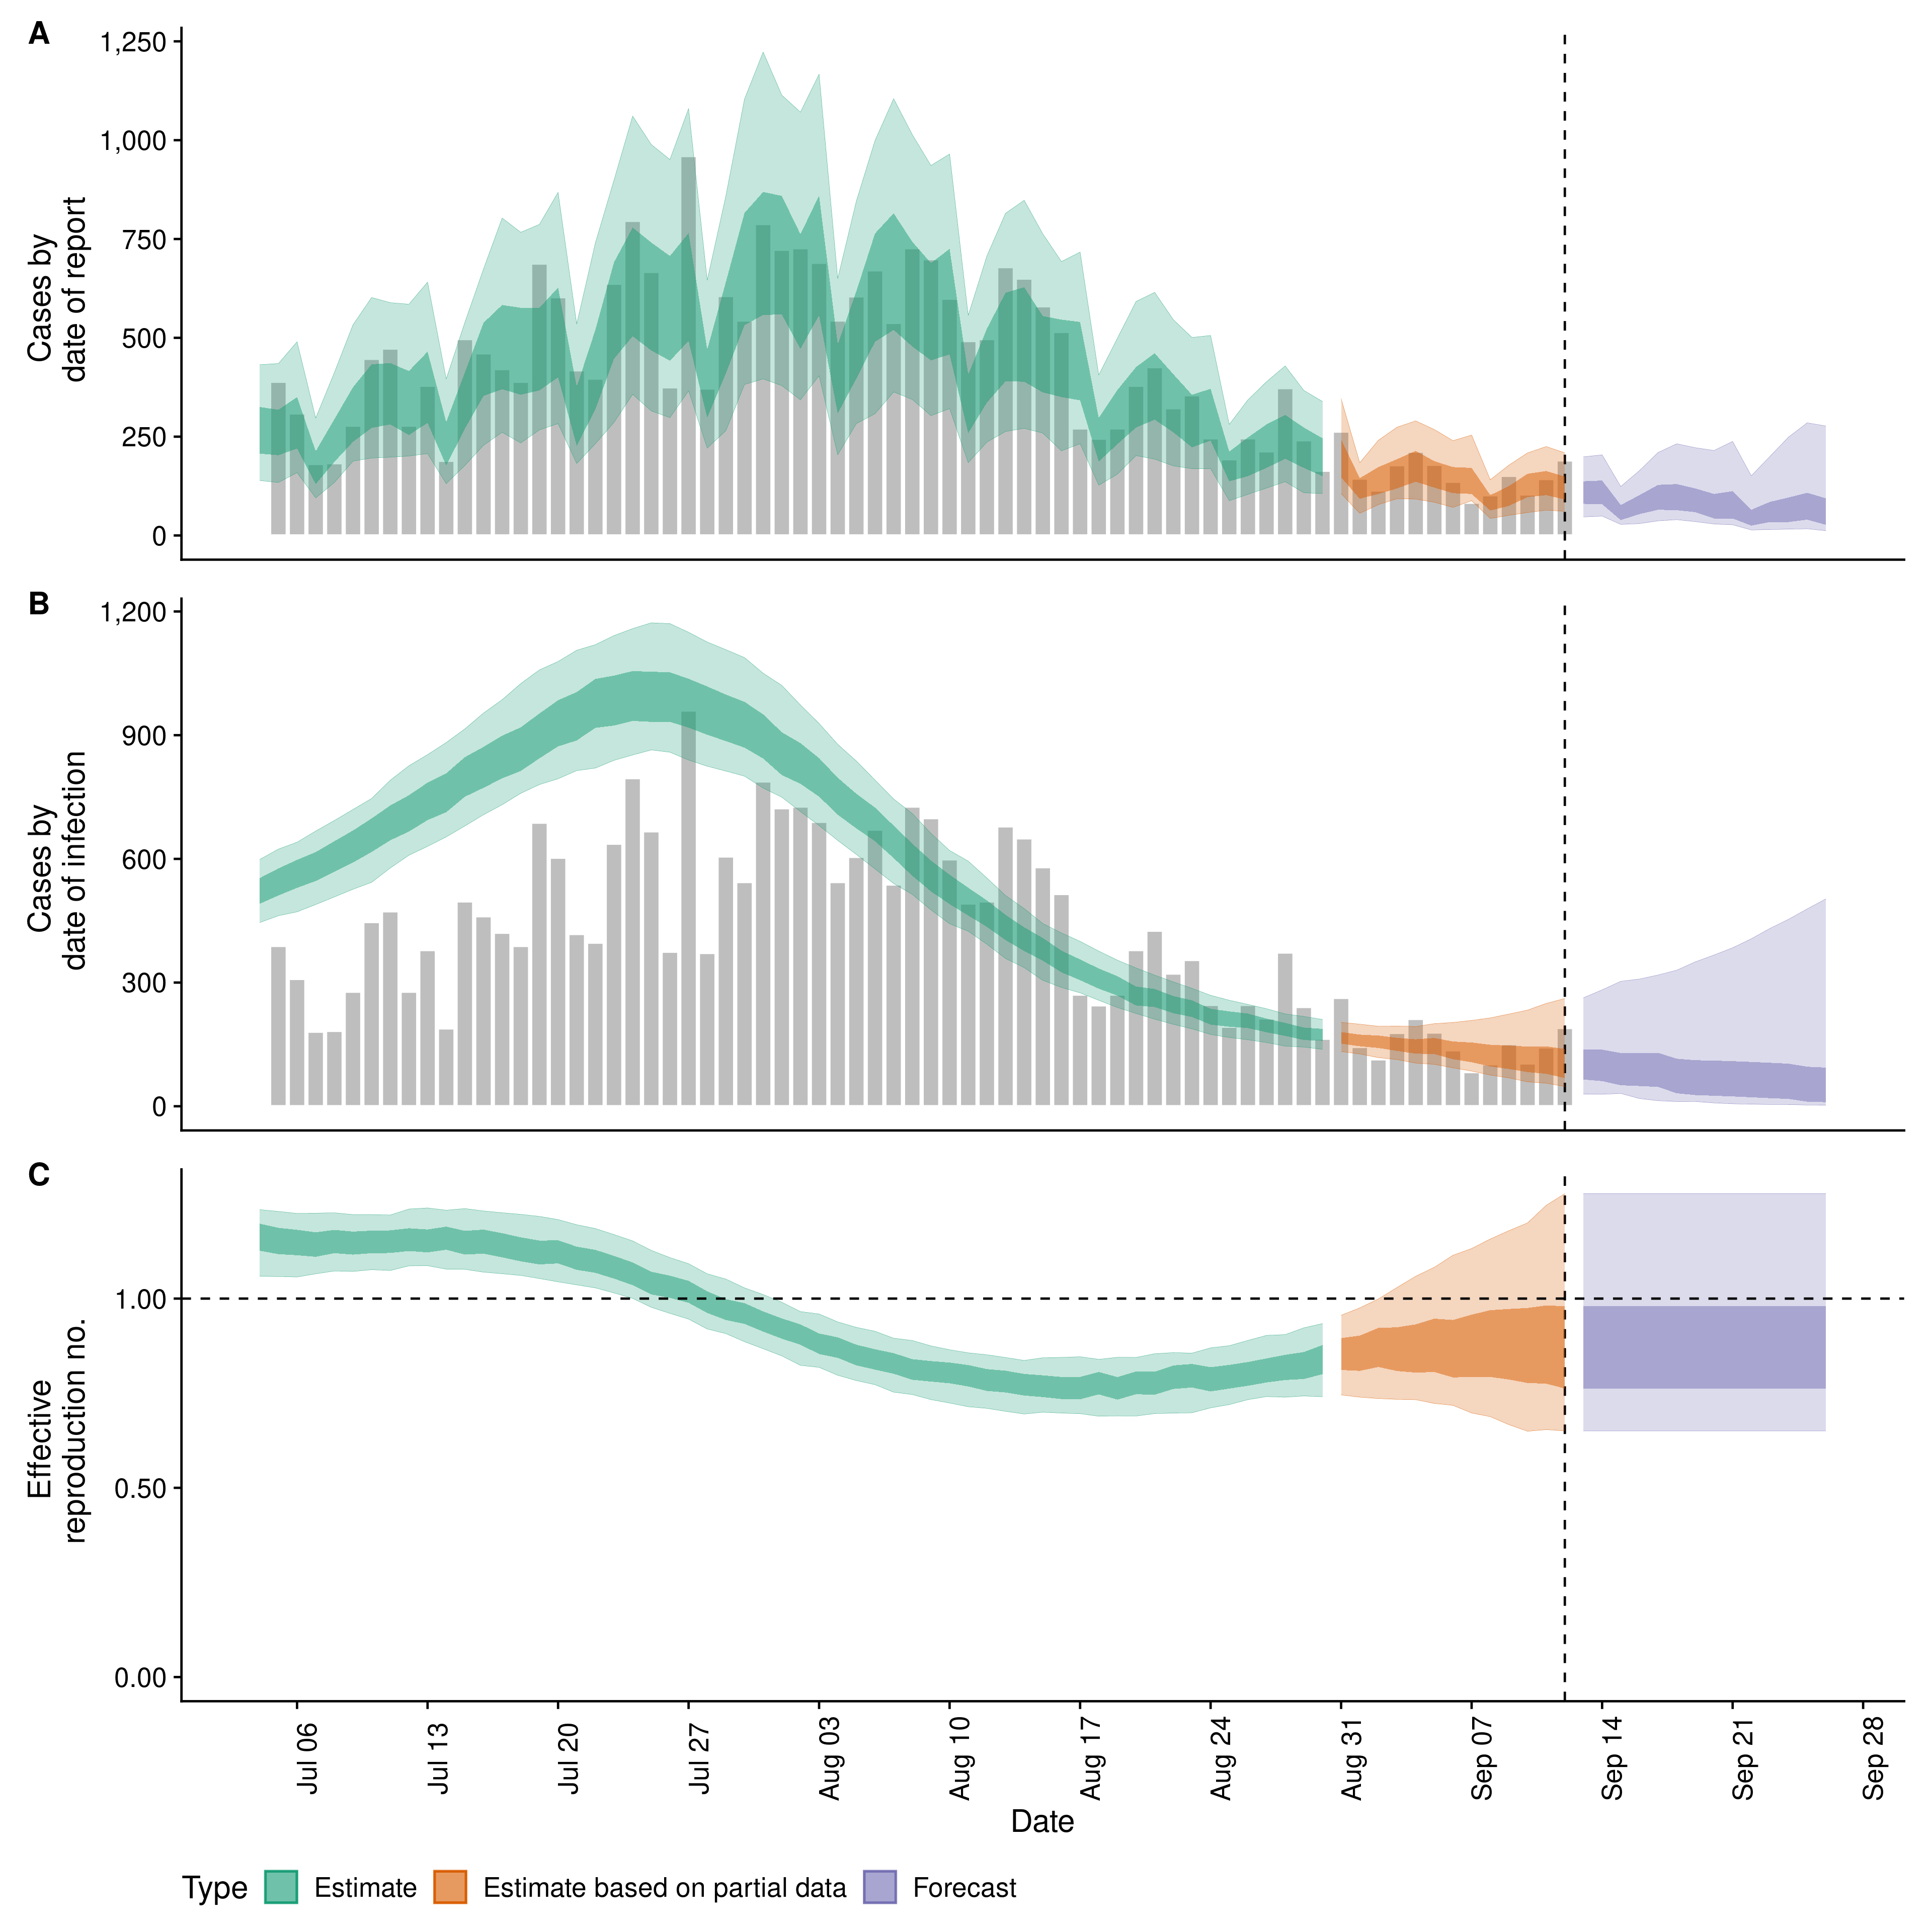 A
1,250
1,000
750
500
250
0
Cases by
date of report
B
1,200
900
600
300
0
Cases by
date of infection
C
1.00
0.50
0.00
Effective
reproduction no.
Jul 06
Jul 13
Jul 20
Jul 27
Aug 03
Aug 10
Aug 17
Aug 24
Aug 31
Sep 07
Sep 14
Sep 21
Sep 28
Date
Type Estimate Estimate based on partial data Forecast